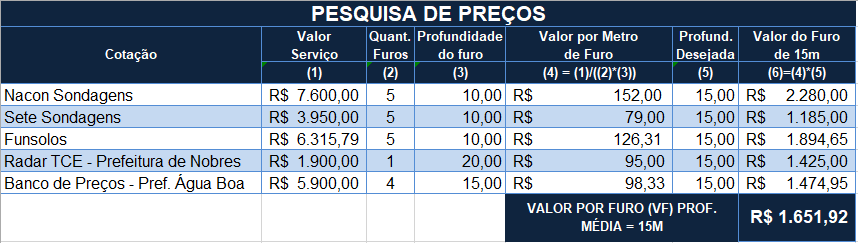 PESQUISA DE PREÇOS
Cotação Valor Serviço Quant. Furos Profundidade do furo Valor por Metro de Furo Profund. Desejada Valor do Furo de 15m
(1) (2) (3) (4) = (1)/((2)*(3)) (5) (6)=(4)*(5)
Nacon Sondagens R$ 7.600,00 5 10,00 R$ 152,00 15,00 R$ 2.280,00
Sete Sondagens R$ 3.950,00 5 10,00 R$ 79,00 15,00 R$ 1.185,00
Funsolos R$ 6.315,79 5 10,00 R$ 126,31 15,00 R$ 1.894,65
Radar TCE - Prefeitura de Nobres R$ 1.900,00 1 20,00 R$ 95,00 15,00 R$ 1.425,00
Banco de Preços - Pref. Água Boa R$ 5.900,00 4 15,00 R$ 98,33 15,00 R$ 1.474,95
VALOR POR FURO (VF) PROF. MÉDIA = 15M R$ 1.651,92